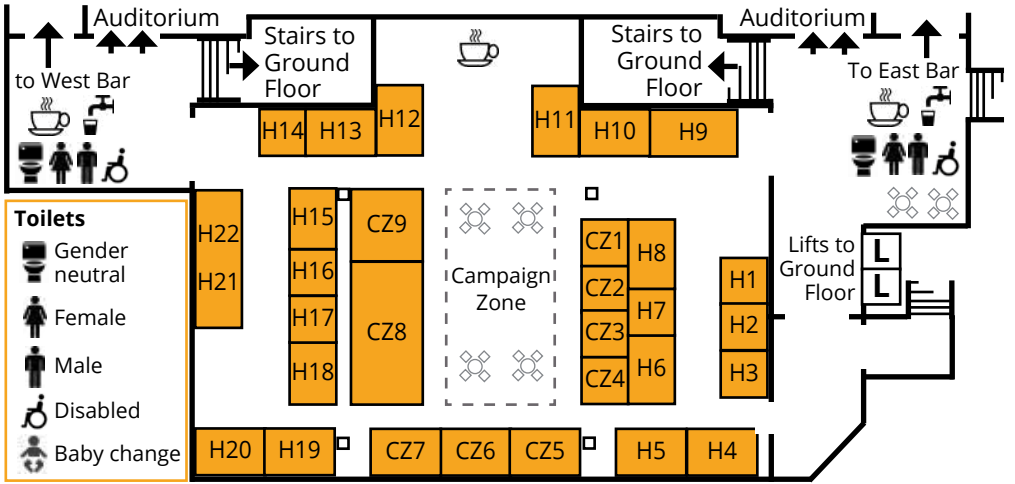 Auditorium
Auditorium
Stairs to
Ground
Floor
Stairs to
Ground
Floor
to West Bar
To East Bar
H14
H13
H12
H11
H10
H9
Toilets
Gender
neutral
Female
Male
Disabled
Baby change
H22
H21
H15
H16
H17
H18
CZ9
CZ8
Campaign
Zone
CZ1
CZ2
CZ3
CZ4
H8
H7
H6
H1
H2
H3
Lifts to
Ground
Floor
L
L
H20
H19
CZ7
CZ6
CZ5
H5
H4